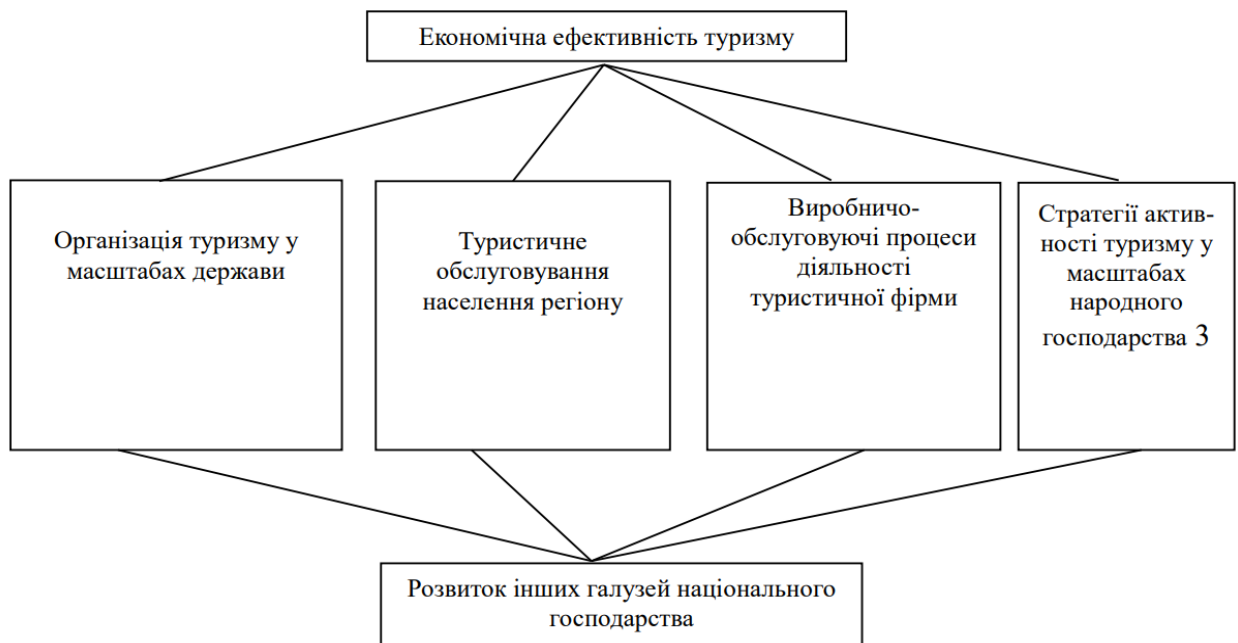 Економічна ефективність туризму
Організація туризму у
масштабах держави
Туристичне
обслуговування
населення регіону
Виробничо-
обслуговуючі процеси
діяльності
туристичної фірми
Стратегії актив-
ності туризму у
масштабах
народного
господарства 3
Розвиток інших галузей національного
господарства